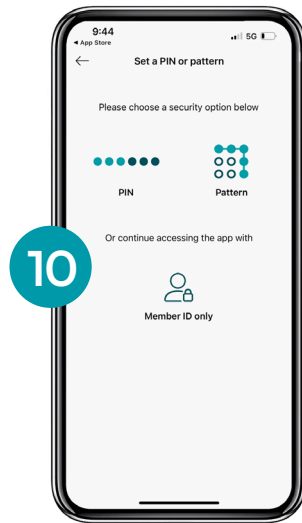 9:44
◀ App Store
5G
Set a PIN or pattern
Please choose a security option below
PIN
Pattern
Or continue accessing the app with
10
Member ID only